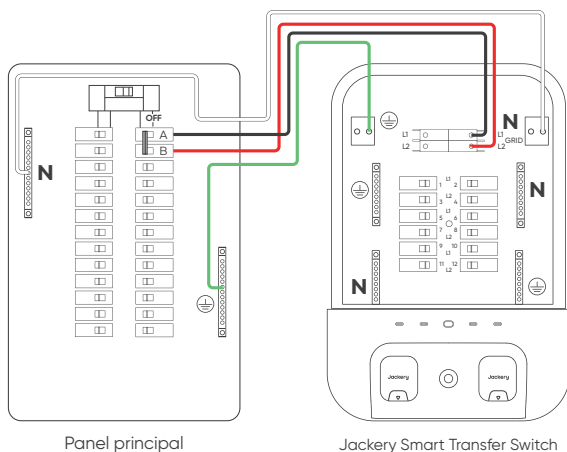 OFF
A
B
N
N
L1
L1
GRID
L2
L2
L1
1
2
L2
3
4
L1
5
6
7
8
L2
9
10
L1
11
12
L2
N
N
Jackery
Jackery
Panel principal
Jackery Smart Transfer Switch